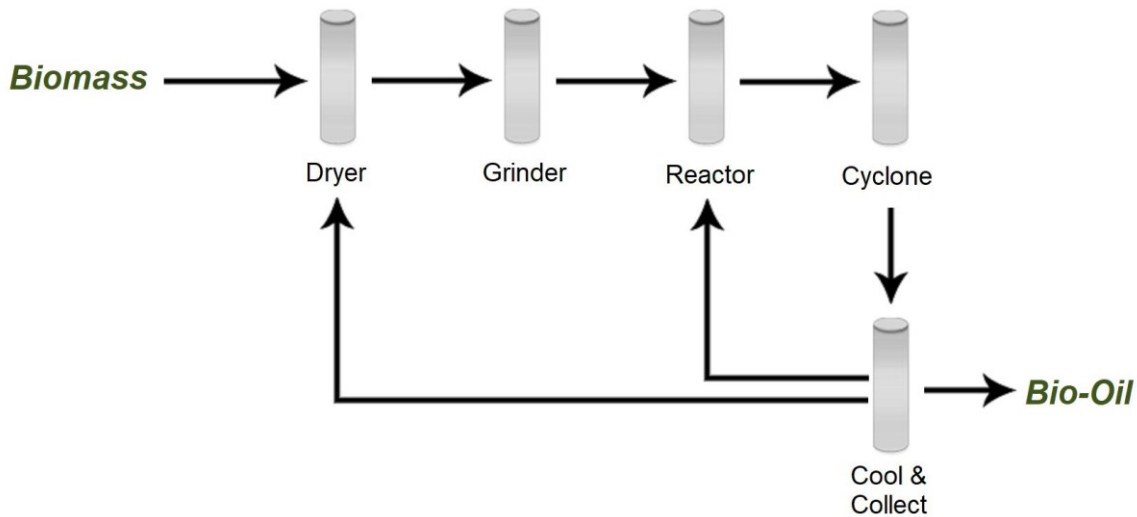 Biomass
Dryer
Grinder
Reactor
Cyclone
Bio-Oil
Cool &
Collect